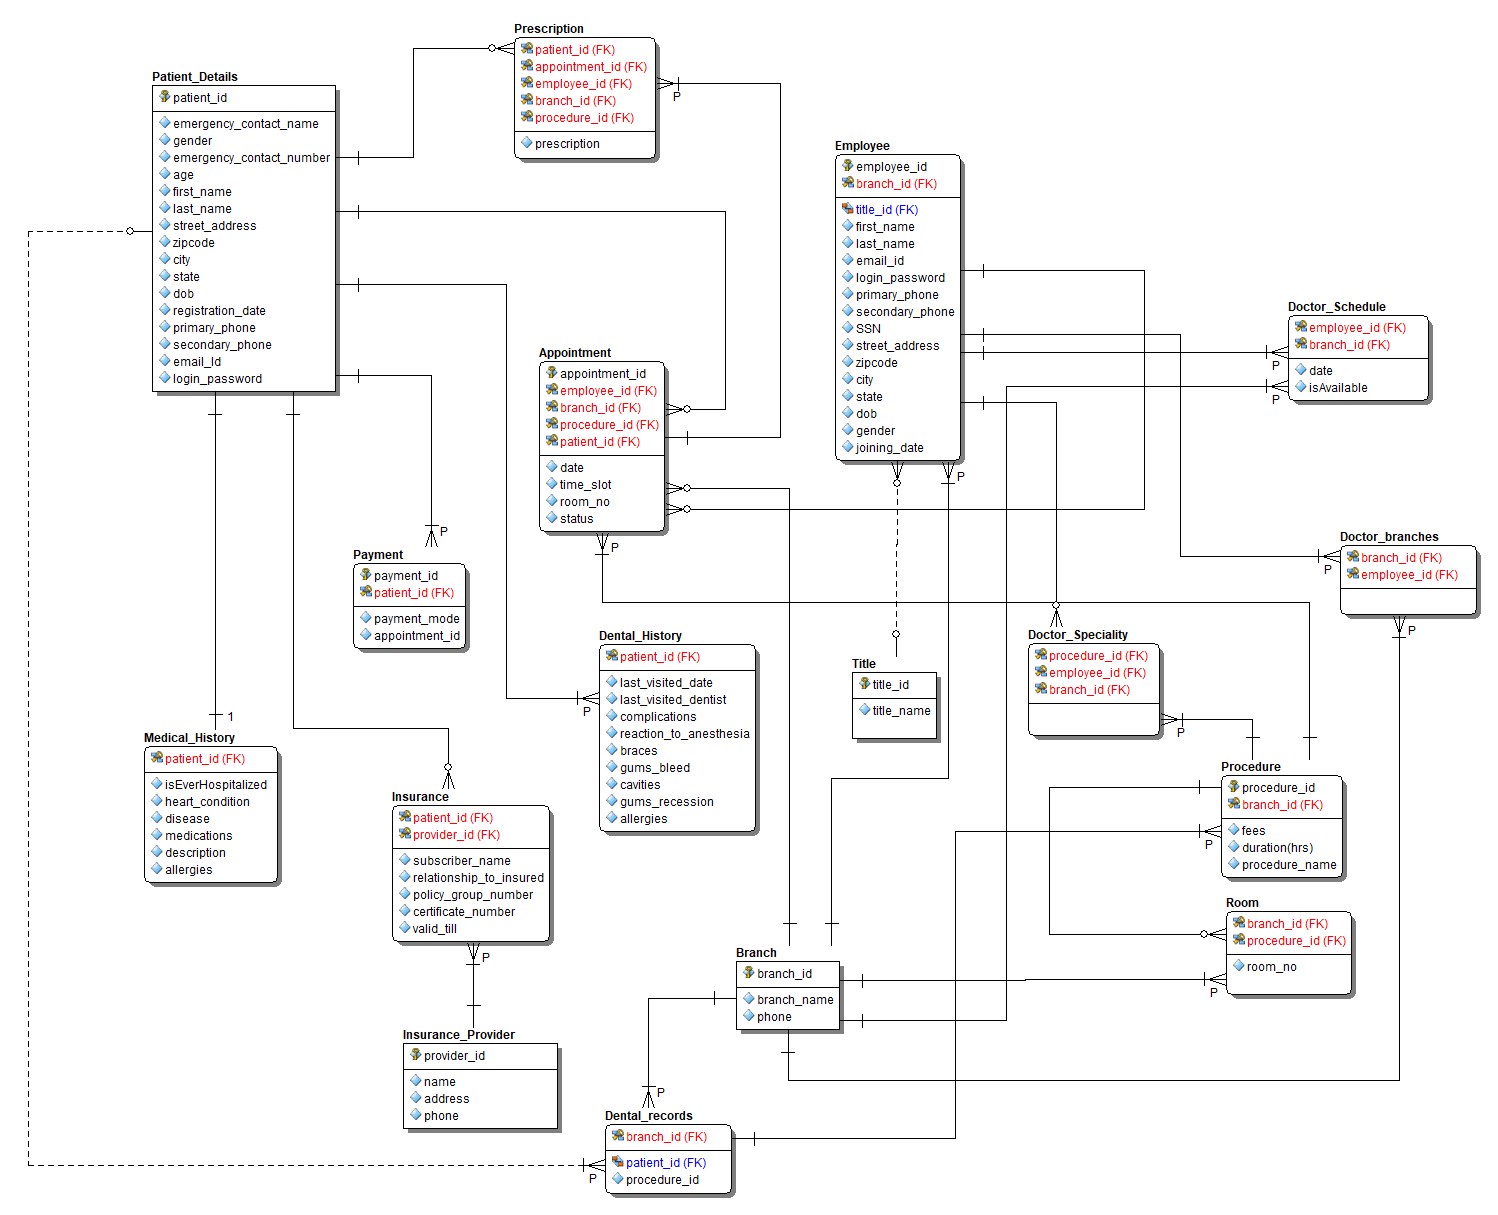 Prescription
patient_id (FK)
appointment_id (FK)
employee_id (FK)
branch_id (FK)
procedure_id (FK)
prescription
P
Patient_Details
patient_id
emergency_contact_name
gender
emergency_contact_number
age
first_name
last_name
street_address
zipcode
city
state
dob
registration_date
primary_phone
secondary_phone
email_Id
login_password
Employee
employee_id
branch_id (FK)
title_id (FK)
first_name
last_name
email_id
login_password
primary_phone
secondary_phone
SSN
street_address
zipcode
city
state
dob
gender
joining_date
P
Doctor_Schedule
employee_id (FK)
branch_id (FK)
date
isAvailable
P
P
Appointment
appointment_id
employee_id (FK)
branch_id (FK)
procedure_id (FK)
patient_id (FK)
date
time_slot
room_no
status
P
P
Payment
payment_id
patient_id (FK)
payment_mode
appointment_id
Doctor_branches
branch_id (FK)
employee_id (FK)
P
P
Dental_History
patient_id (FK)
last_visited_date
last_visited_dentist
complications
reaction_to_anesthesia
braces
gums_bleed
cavities
gums_recession
allergies
P
Title
title_id
title_name
Doctor_Speciality
procedure_id (FK)
employee_id (FK)
branch_id (FK)
P
1
Medical_History
patient_id (FK)
isEverHospitalized
heart_condition
disease
medications
description
allergies
Insurance
patient_id (FK)
provider_id (FK)
subscriber_name
relationship_to_insured
policy_group_number
certificate_number
valid_till
P
Procedure
procedure_id
branch_id (FK)
fees
duration(hrs)
procedure_name
P
Room
branch_id (FK)
procedure_id (FK)
room_no
P
Branch
branch_id
branch_name
phone
Insurance_Provider
provider_id
name
address
phone
P
Dental_records
branch_id (FK)
patient_id (FK)
procedure_id
P